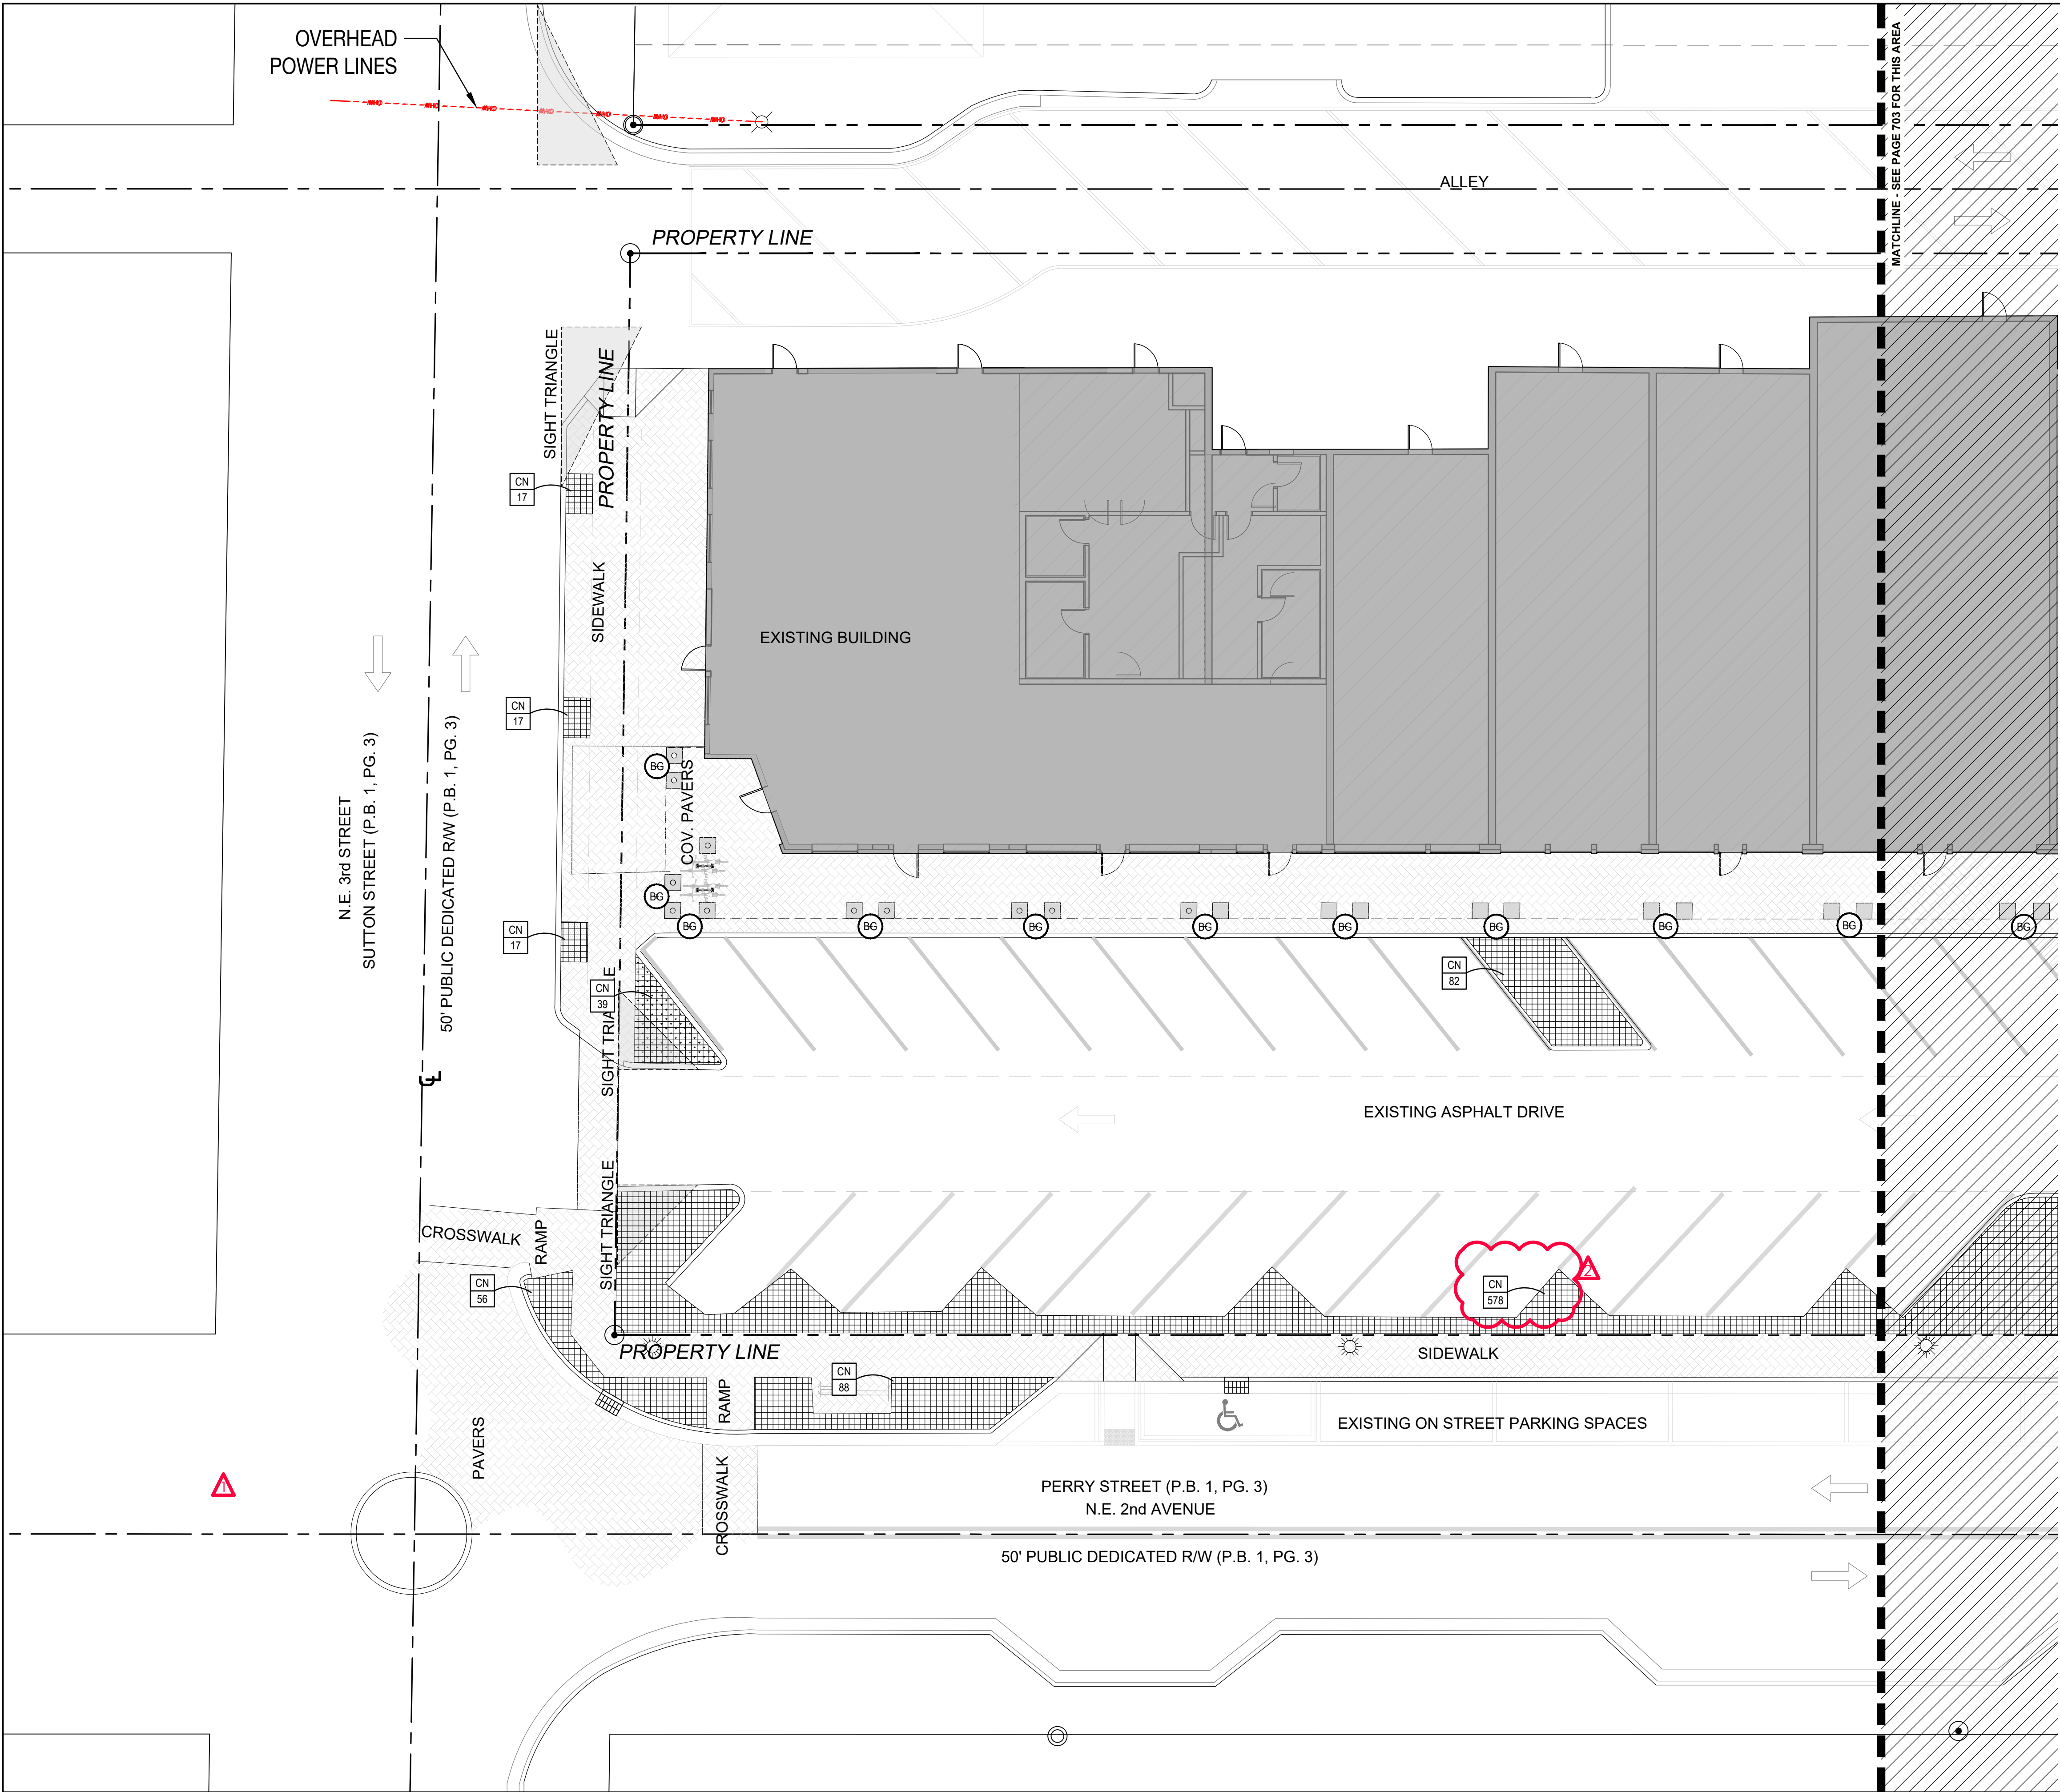 OVERHEAD
POWER LINES
MATCHLINE - SEE PAGE 703 FOR THIS AREA
ALLEY
PROPERTY LINE
SIGHT TRIANGLE
PROPERTY LINE
CN
17
SIDEWALK
EXISTING BUILDING
CN
17
N.E. 3rd STREET
SUTTON STREET (P.B. 1, PG. 3)
50' PUBLIC DEDICATED R/W (P.B. 1, PG. 3)
BG
COV. PAVERS
BG
BG
BG
BG
BG
BG
BG
BG
BG
BG
CN
17
CN
39
SIGHT TRIANGLE
CN
82
EXISTING ASPHALT DRIVE
SIGHT TRIANGLE
CROSSWALK
RAMP
CN
56
CN
578
2
PROPERTY LINE
SIDEWALK
CN
88
RAMP
EXISTING ON STREET PARKING SPACES
PAVERS
CROSSWALK
1
PERRY STREET (P.B. 1, PG. 3)
N.E. 2nd AVENUE
50' PUBLIC DEDICATED R/W (P.B. 1, PG. 3)